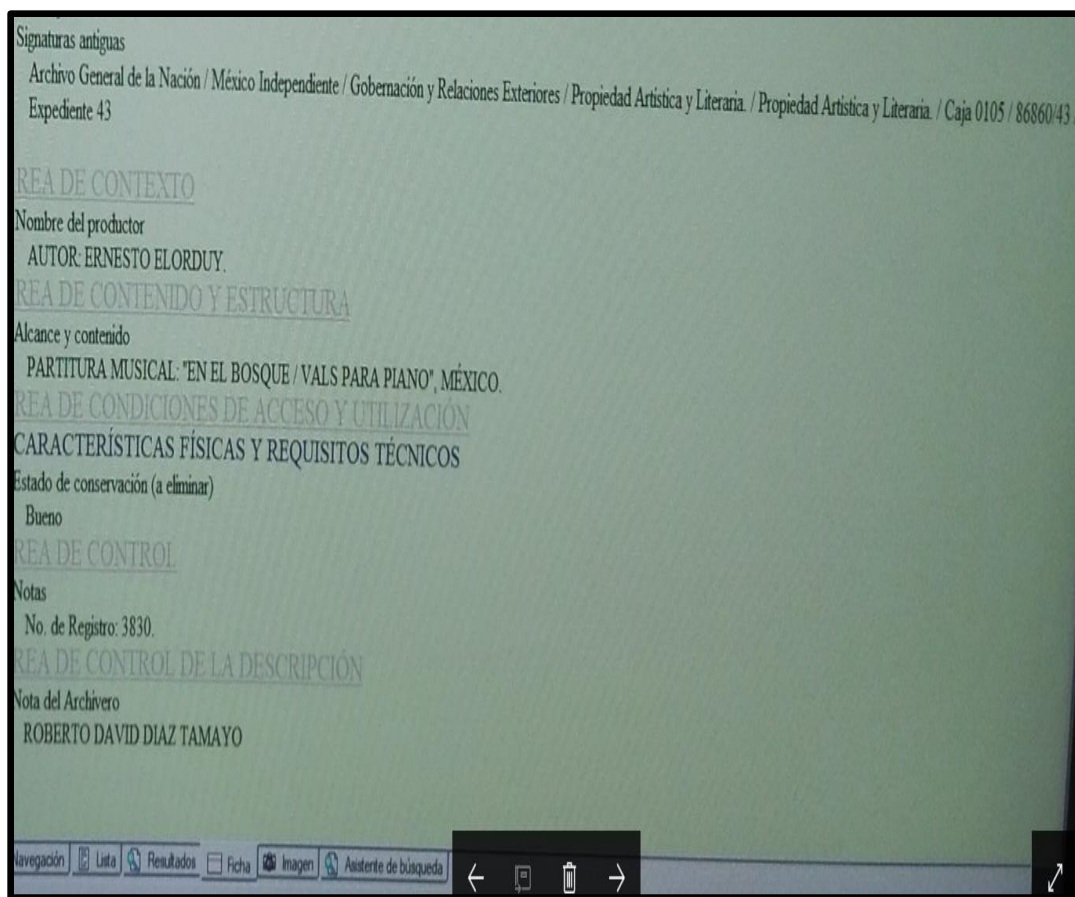 Signaturas antiguas
Archivo General de la Nación / México Independiente / Gobernación y Relaciones Exteriores / Propiedad Artistica y Literaria. / Propiedad Artistica y Literaria. / Caja 0105 / 86860/43
Expediente 43
REA DE CONTEXTO
Nombre del productor
AUTOR: ERNESTO ELORDUY.
REA DE CONTENIDO Y ESTRUCTURA
Alcance y contenido
PARTITURA MUSICAL: "EN EL BOSQUE / VALS PARA PIANO", MÉXICO.
REA DE CONDICIONES DE ACCESO Y UTILIZACIÓN
CARACTERÍSTICAS FÍSICAS Y REQUISITOS TÉCNICOS
Estado de conservación (a eliminar)
Bueno
REA DE CONTROL
Notas
No. de Registro: 3830.
REA DE CONTROL DE LA DESCRIPCIÓN
Nota del Archivero
ROBERTO DAVID DIAZ TAMAYO
Navegación Lista Resultados Ficha Imagen Asistente de búsqueda